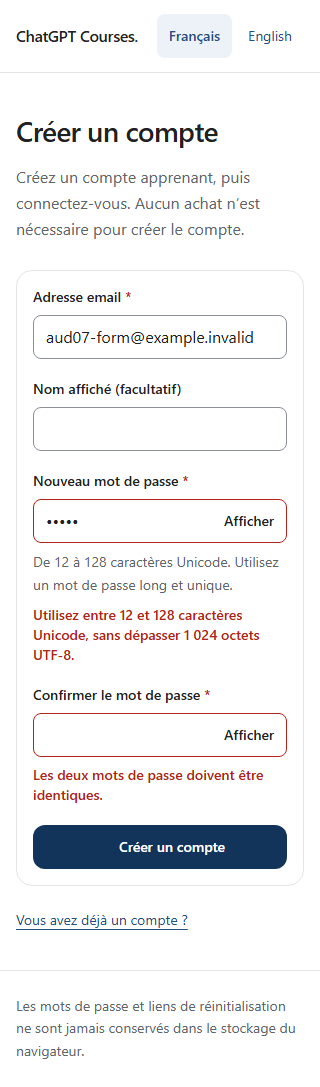 ChatGPT Courses.
Français
English
Créer un compte
Créez un compte apprenant, puis
connectez-vous. Aucun achat n’est
nécessaire pour créer le compte.
Adresse email *
aud07-form@example.invalid
Nom affiché (facultatif)
Nouveau mot de passe *
•••••
Afficher
De 12 à 128 caractères Unicode. Utilisez
un mot de passe long et unique.
Utilisez entre 12 et 128 caractères
Unicode, sans dépasser 1 024 octets
UTF-8.
Confirmer le mot de passe *
Afficher
Les deux mots de passe doivent être
identiques.
Créer un compte
Vous avez déjà un compte ?
Les mots de passe et liens de réinitialisation
ne sont jamais conservés dans le stockage du
navigateur.